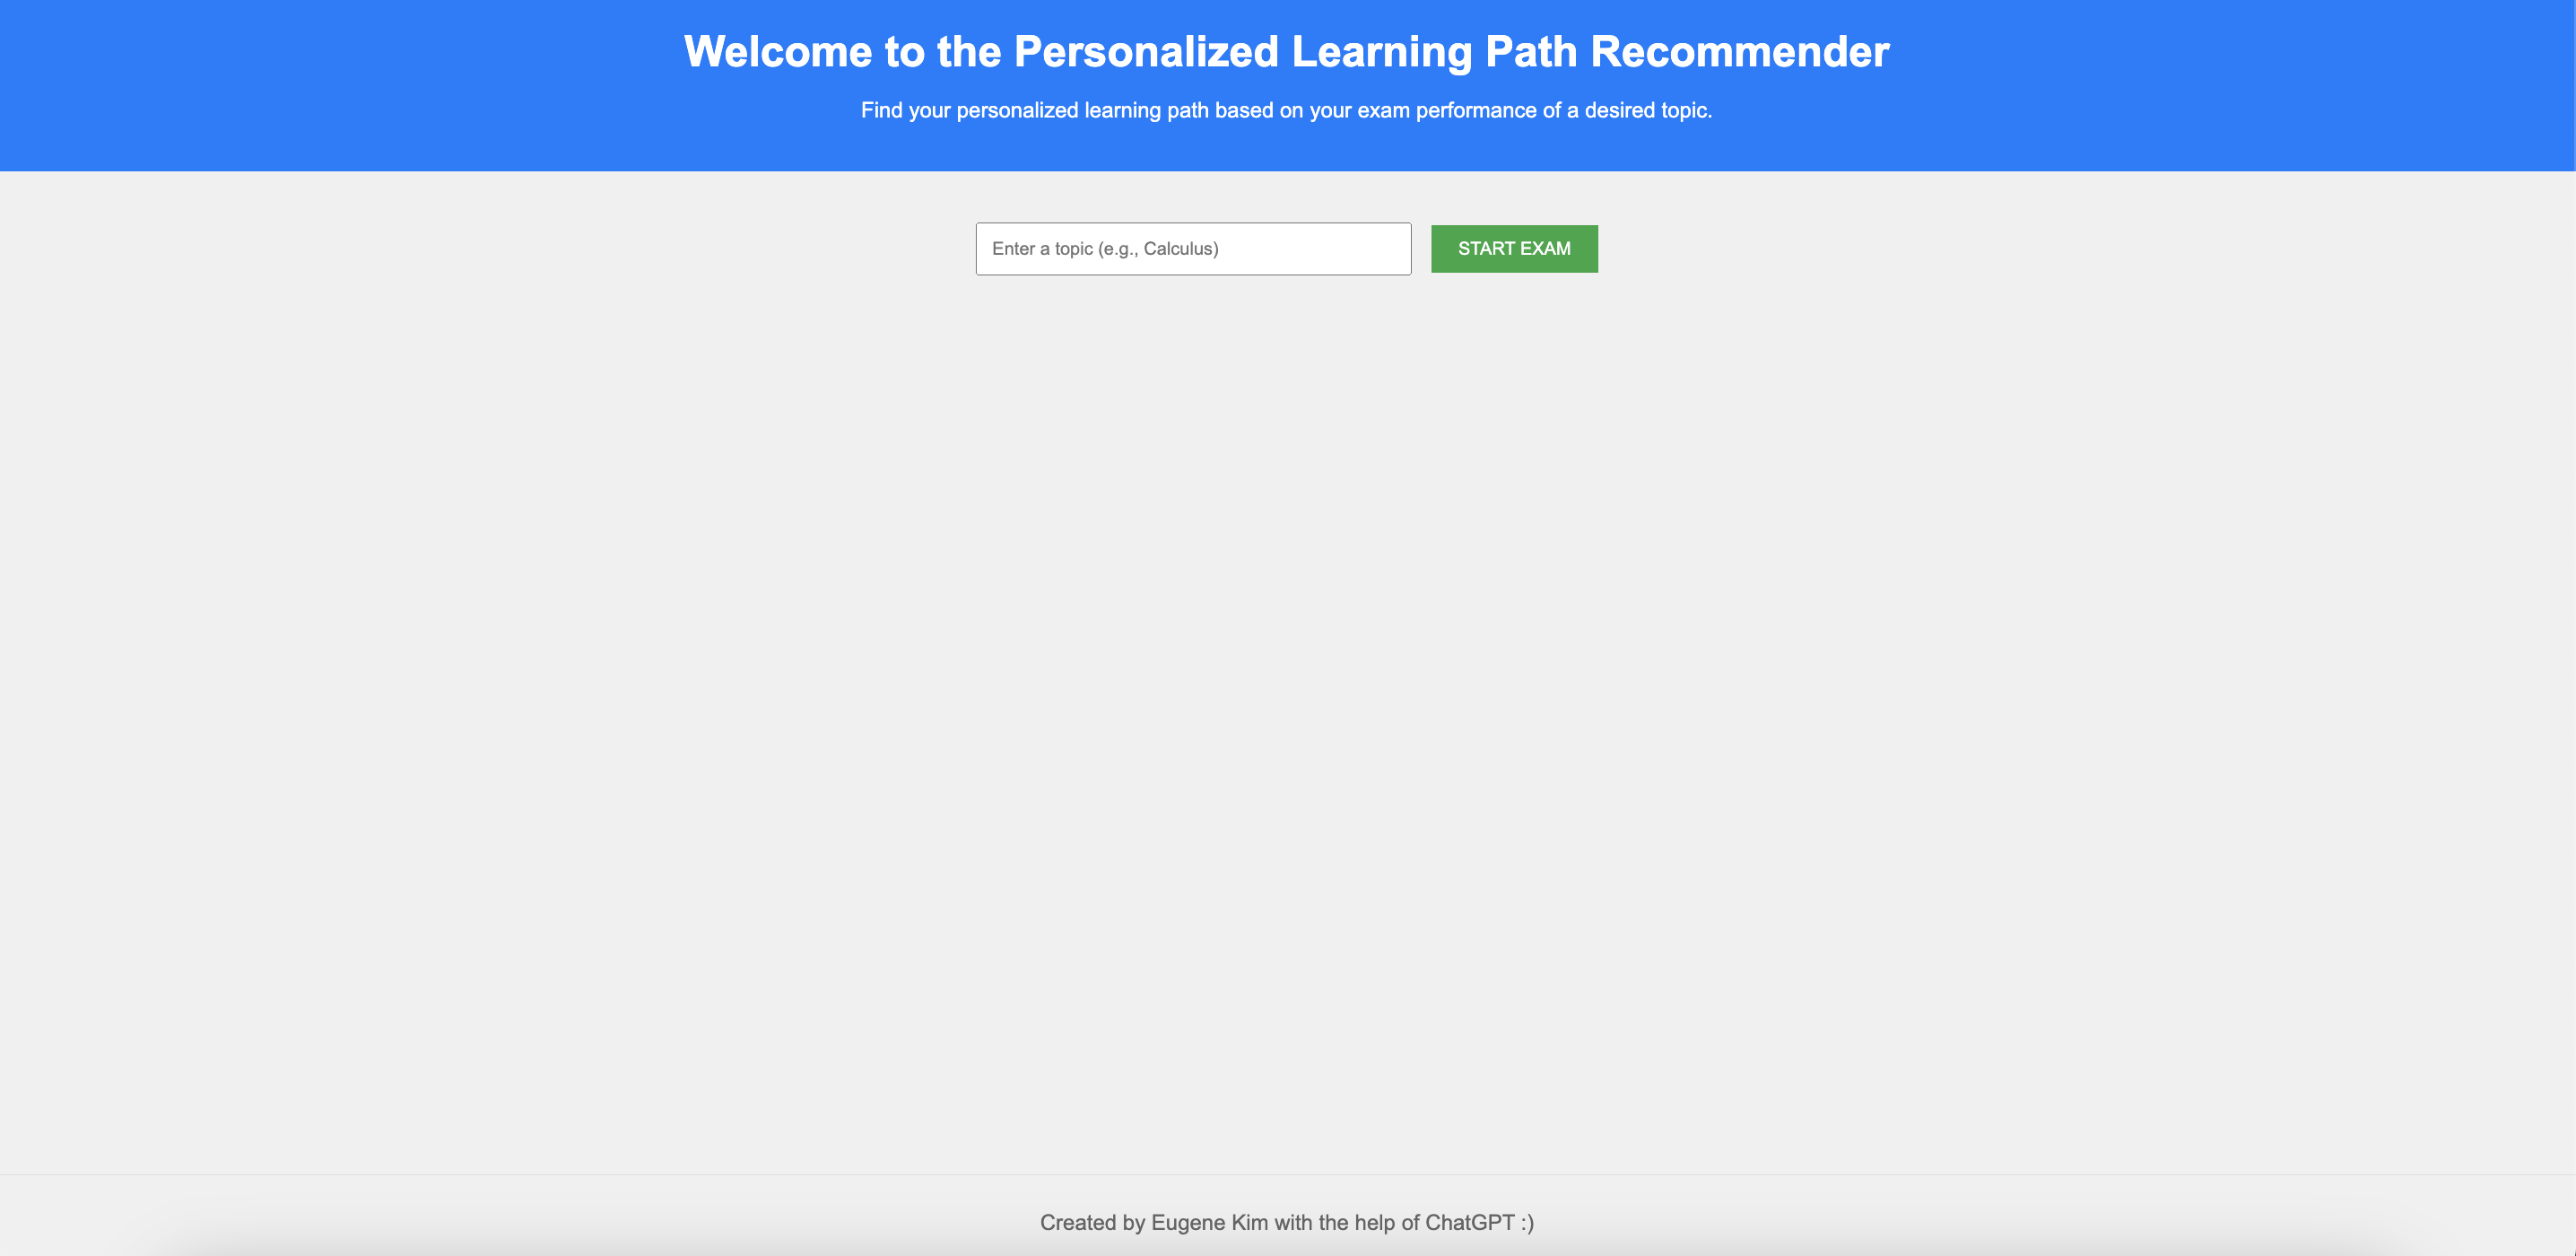 Welcome to the Personalized Learning Path Recommender
Find your personalized learning path based on your exam performance of a desired topic.
Enter a topic (e.g., Calculus)
START EXAM
Created by Eugene Kim with the help of ChatGPT :)